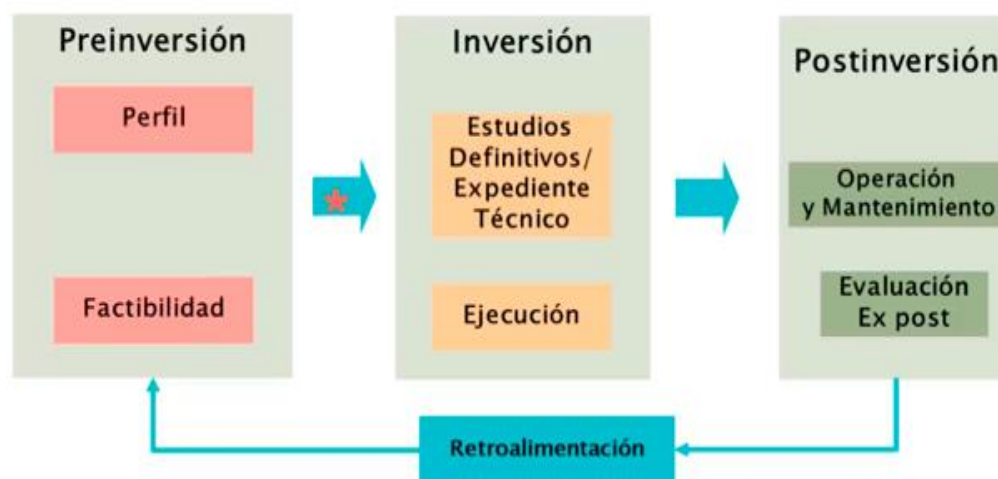 Preinversión
Perfil
Factibilidad
Inversión
Estudios
Definitivos/
Expediente
Técnico
Ejecución
Postinversión
Operación
y Mantenimiento
Evaluación
Ex post
Retroalimentación